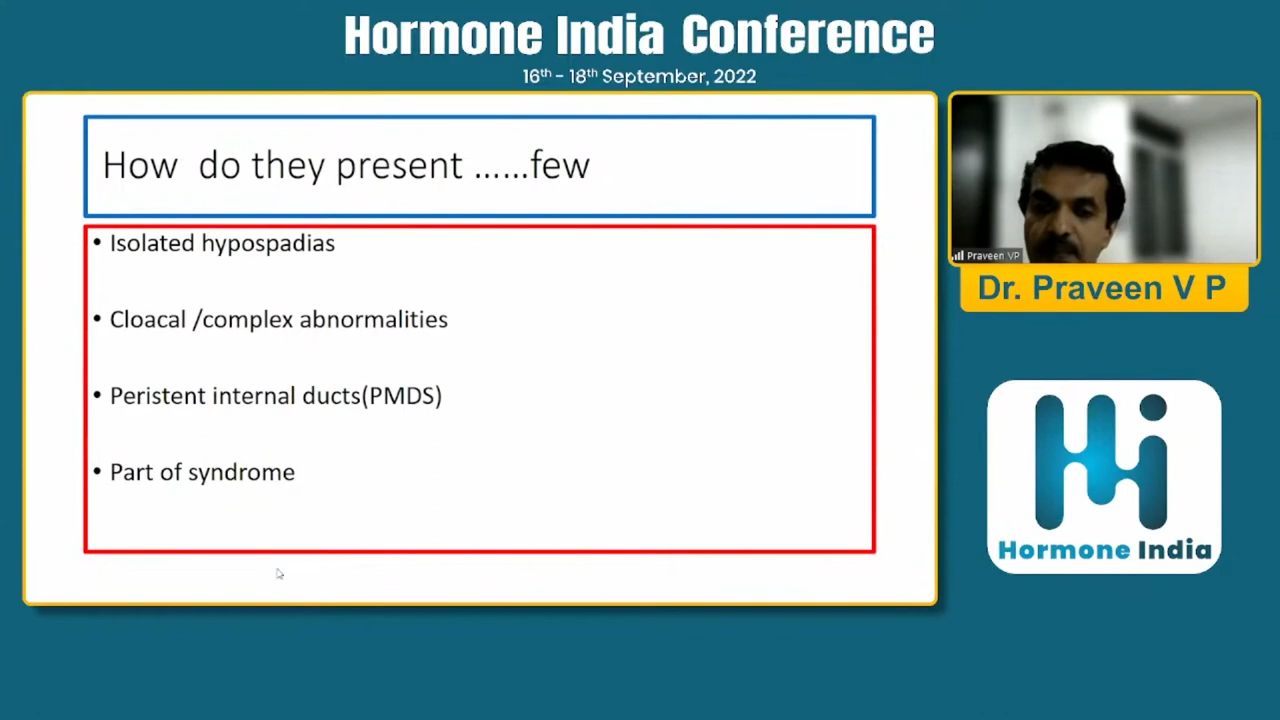 Hormone India Conference
16th - 18th September, 2022
How do they present ......few
• Isolated hypospadias
• Cloacal /complex abnormalities
• Peristent internal ducts(PMDS)
• Part of syndrome
Praveen VP
Dr. Praveen V P
Hormone India